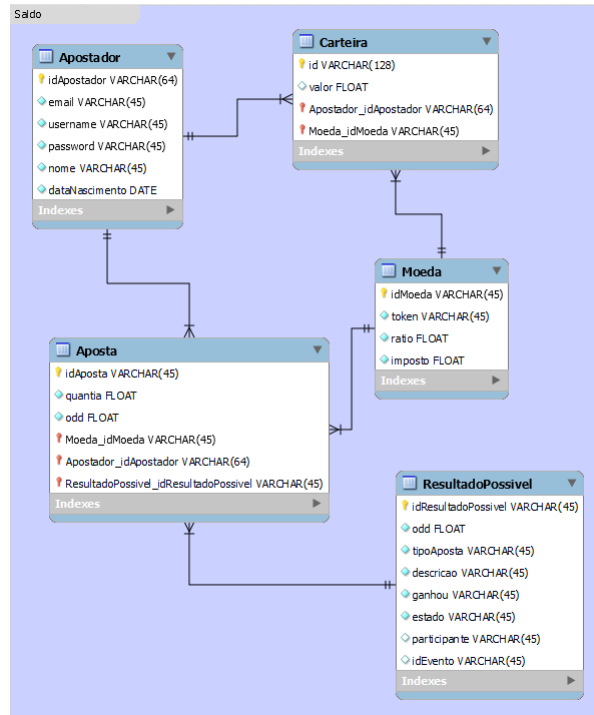 Saldo
Apostador
idApostador VARCHAR(64)
email VARCHAR(45)
username VARCHAR(45)
password VARCHAR(45)
nome VARCHAR(45)
dataNascimento DATE
Indexes
Carteira
id VARCHAR(128)
valor FLOAT
Apostador_idApostador VARCHAR(64)
Moeda_idMoeda VARCHAR(45)
Indexes
Moeda
idMoeda VARCHAR(45)
token VARCHAR(45)
ratio FLOAT
imposto FLOAT
Indexes
Aposta
idAposta VARCHAR(45)
quantia FLOAT
odd FLOAT
Moeda_idMoeda VARCHAR(45)
Apostador_idApostador VARCHAR(64)
ResultadoPossivel_idResultadoPossivel VARCHAR(45)
Indexes
ResultadoPossivel
idResultadoPossivel VARCHAR(45)
odd FLOAT
tipoAposta VARCHAR(45)
descricao VARCHAR(45)
ganhou VARCHAR(45)
estado VARCHAR(45)
participante VARCHAR(45)
idEvento VARCHAR(45)
Indexes